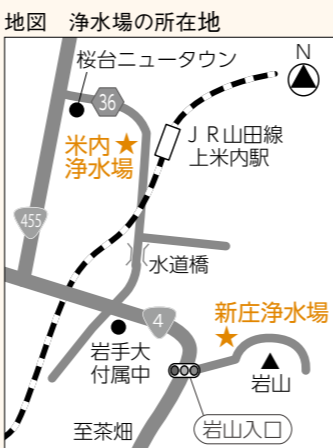 地図 浄水場の所在地
桜台ニュータウン
N
36
米内★
浄水場
ＪＲ山田線
上米内駅
455
水道橋
4
新庄浄水場
★
岩手大
付属中
▲
岩山
至茶畑
岩山入口